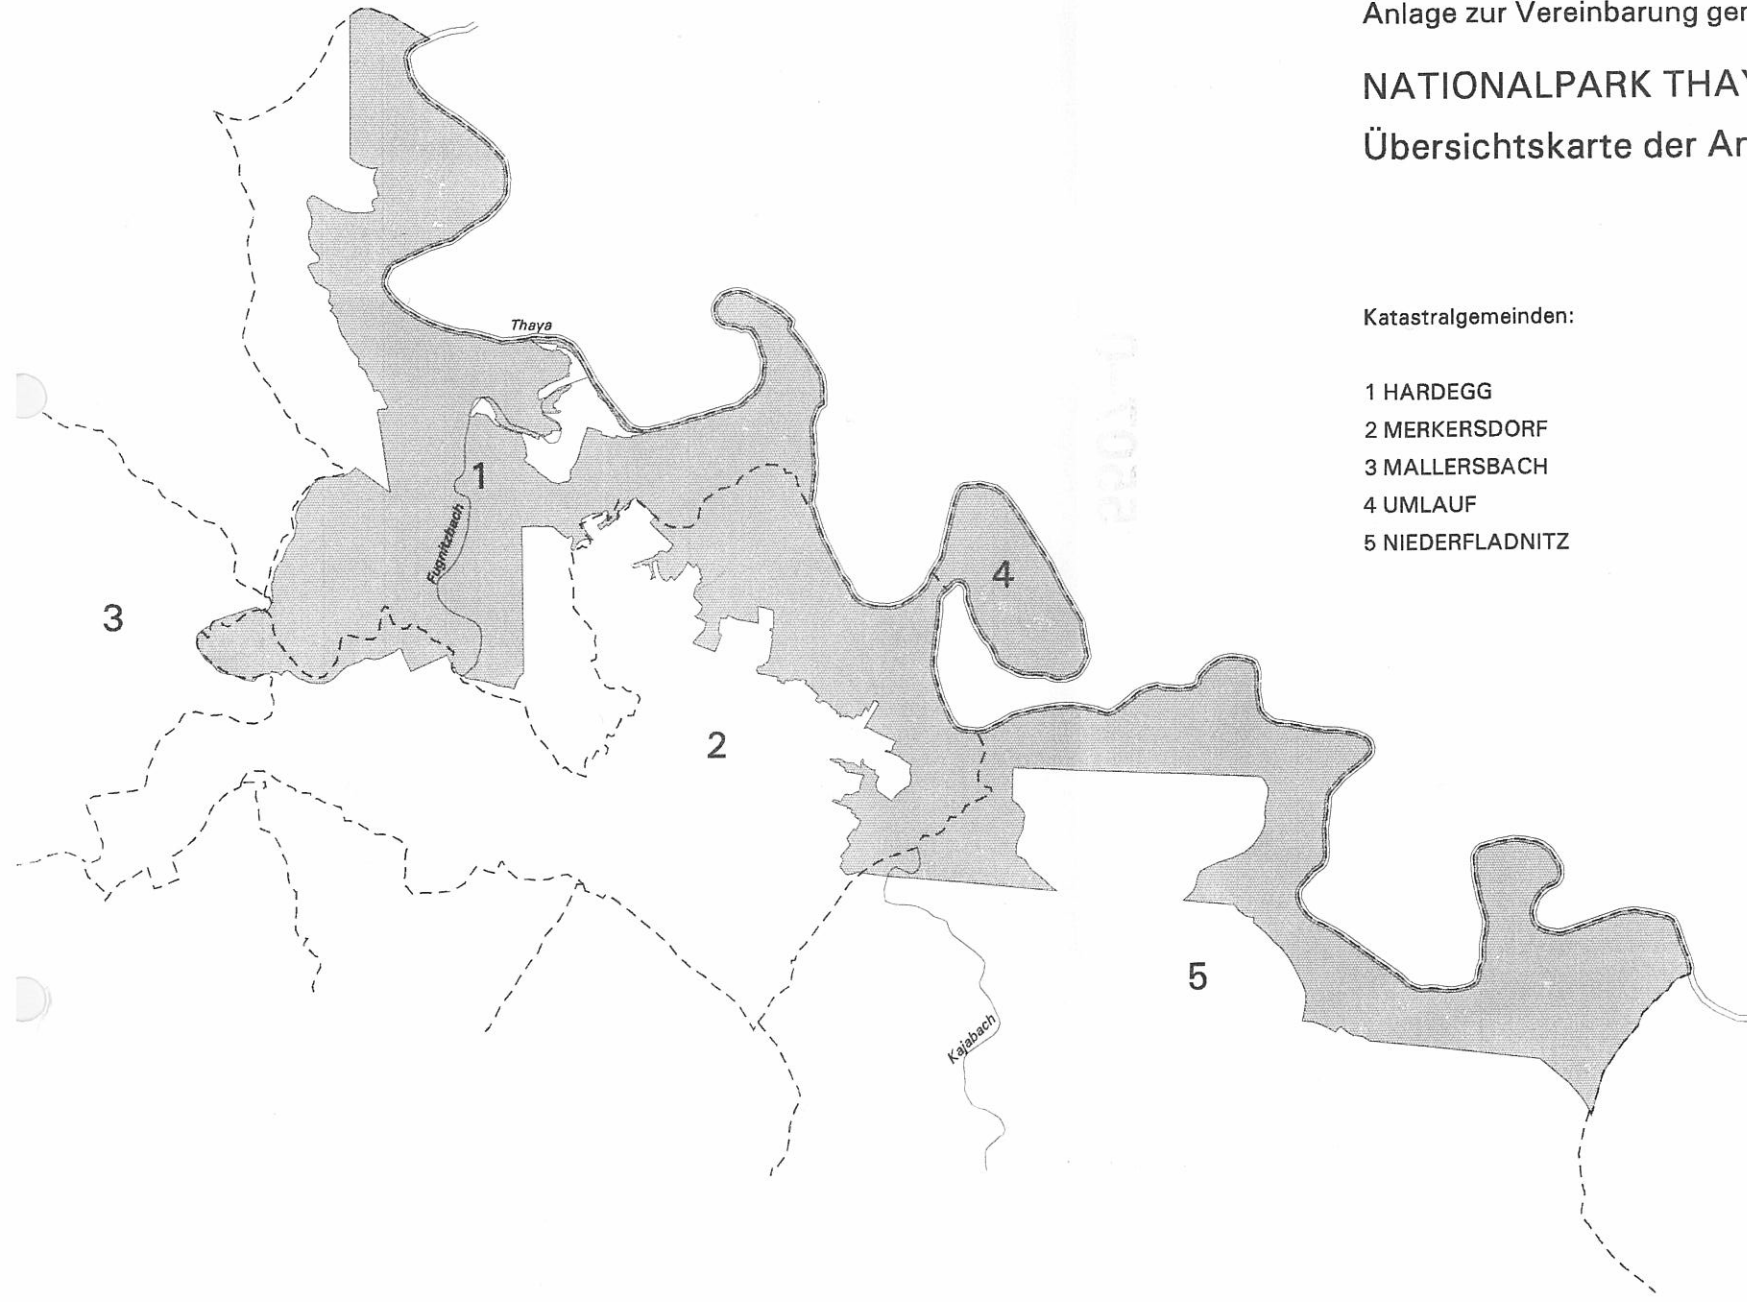 Anlage zur Vereinbarung ger
NATIONALPARK THAY
Übersichtskarte der Ar
Thaya
Katastralgemeinden:
1 HARDEGG
2 MERKERSDORF
3 MALLERSBACH
4 UMLAUF
5 NIEDERFLADNITZ
1
Fugnitzbach
4
3
2
5
Kajabach